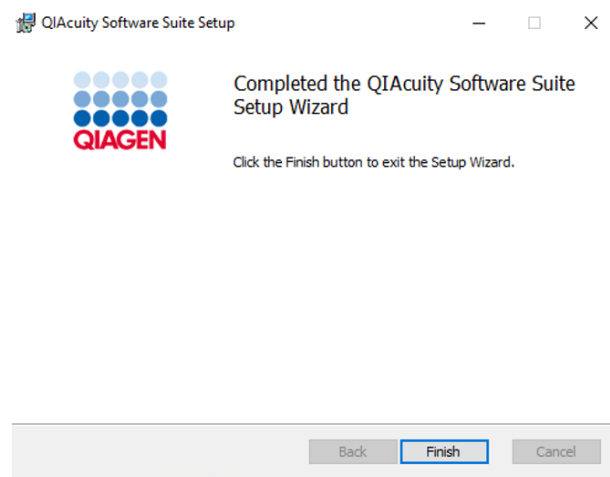 QIAcuity Software Suite Setup
QIAGEN
Completed the QIAcuity Software Suite
Setup Wizard
Click the Finish button to exit the Setup Wizard.
Back
Finish
Cancel